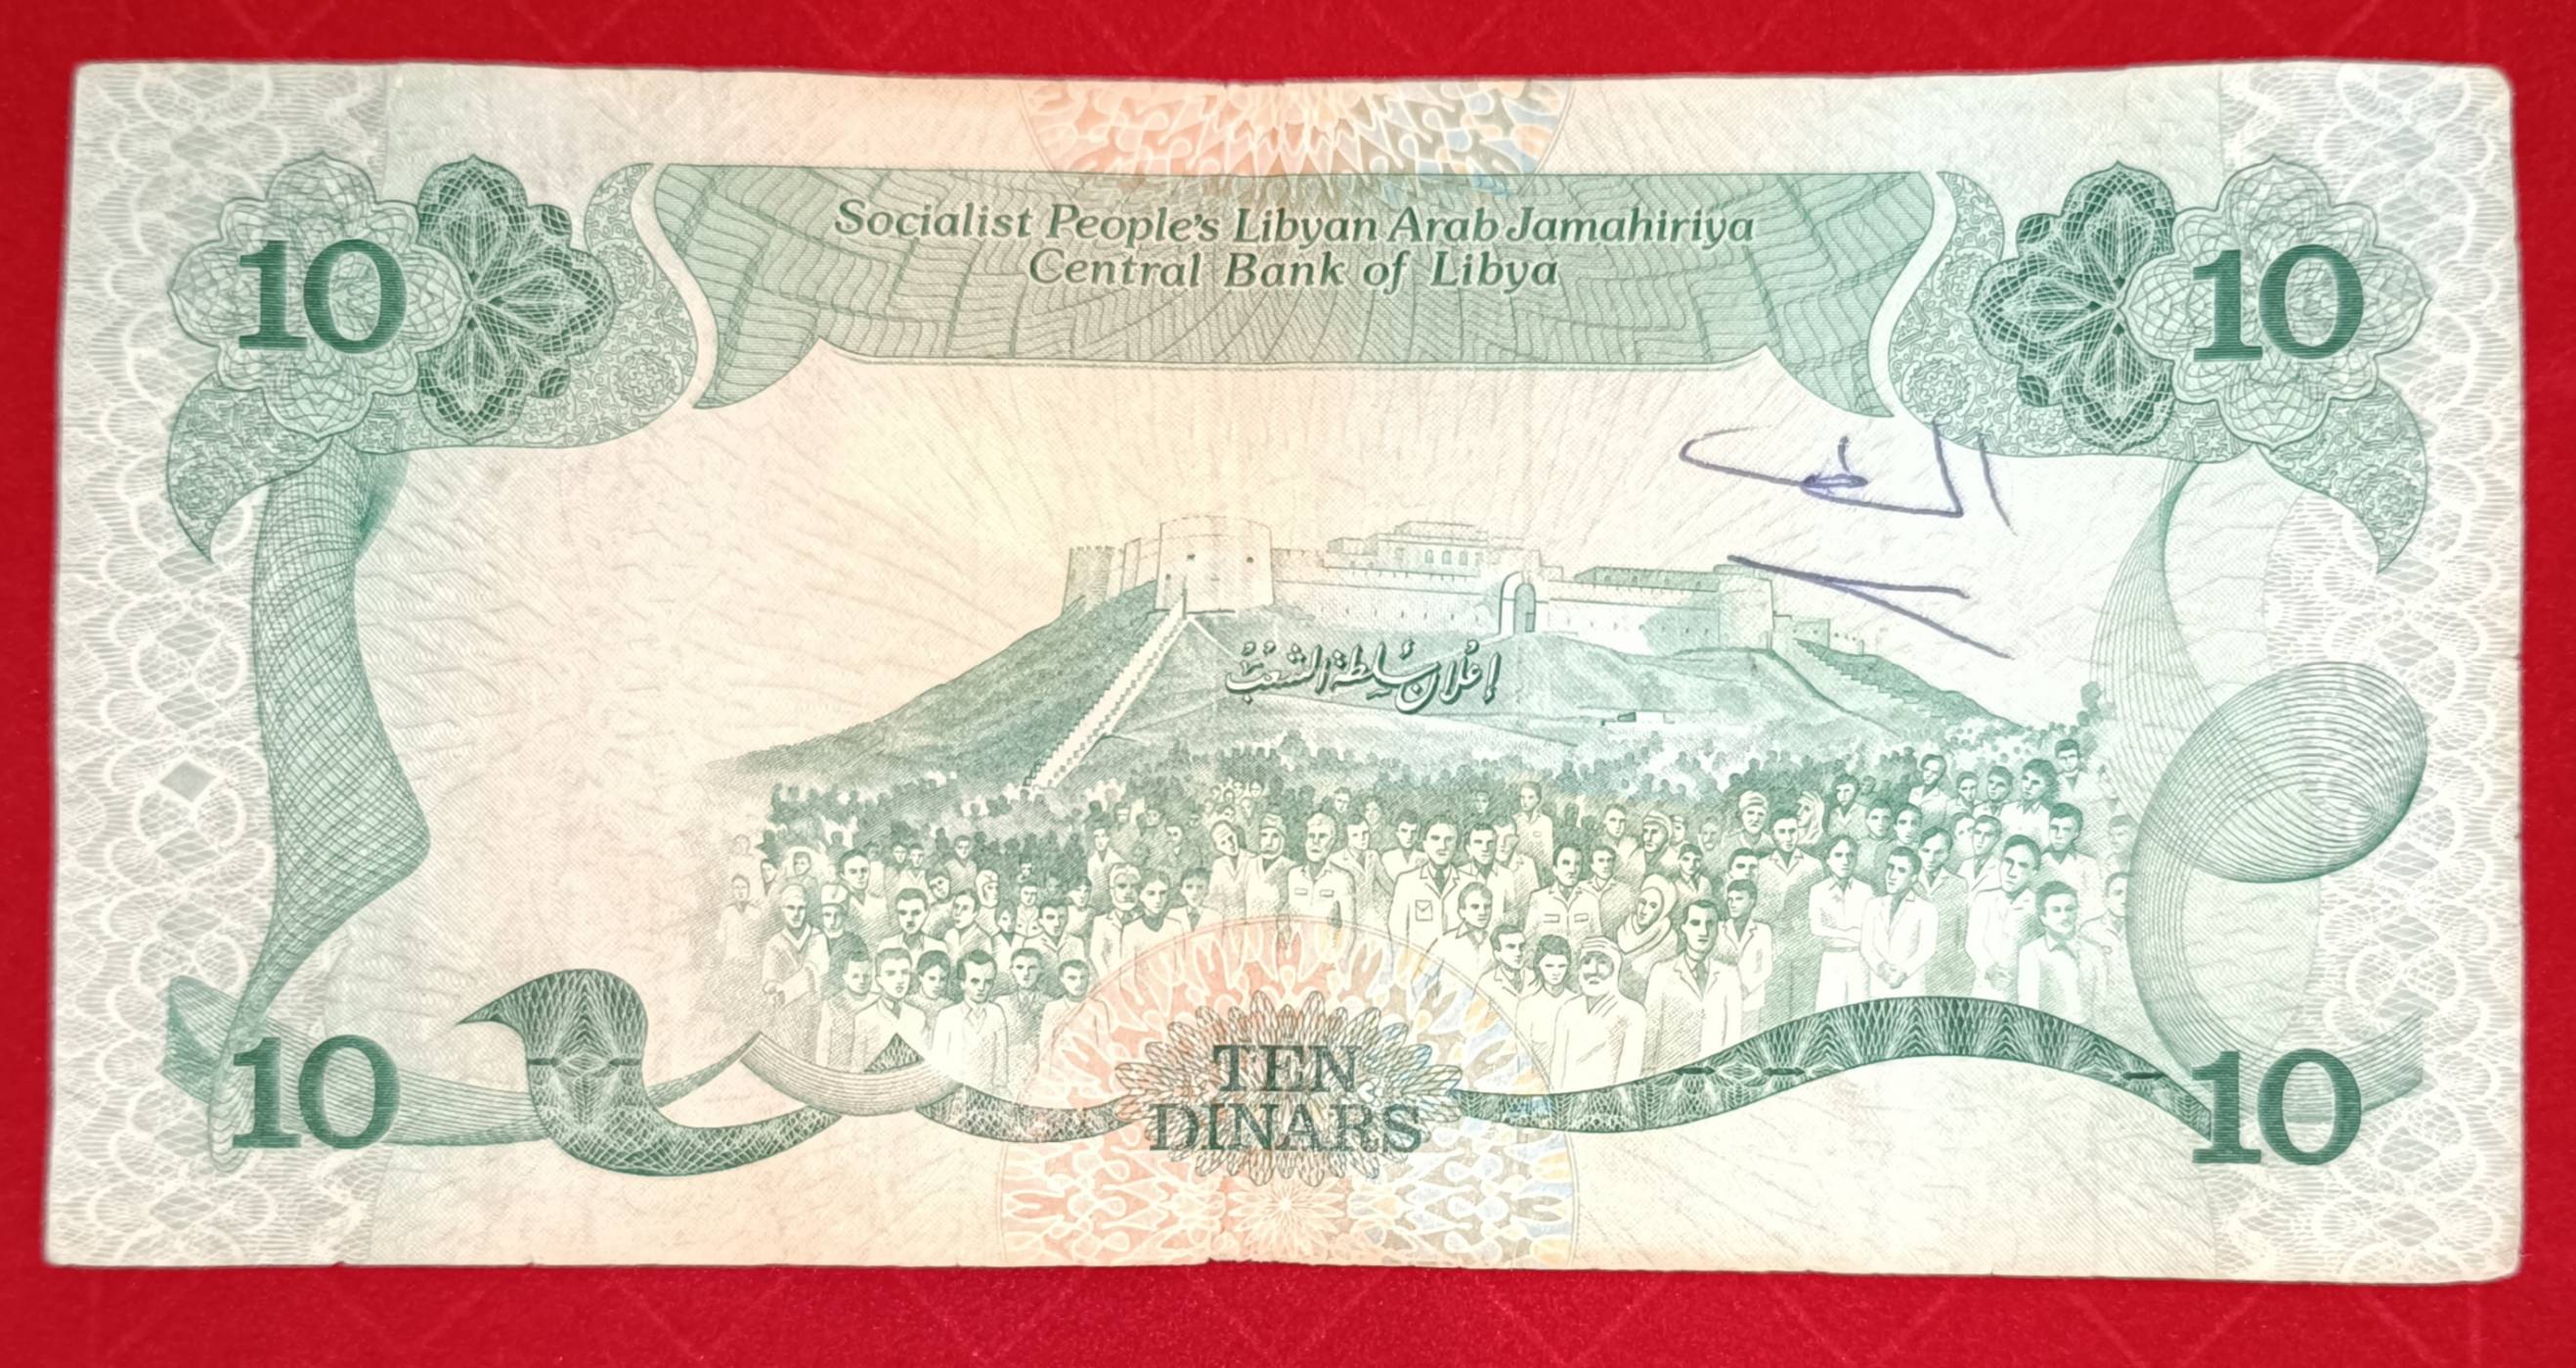 Socialist People's Libyan Arab Jamahiriya
Central Bank of Libya
10
10
إعلان سلطة الشعب
10
TEN
DINARS
10